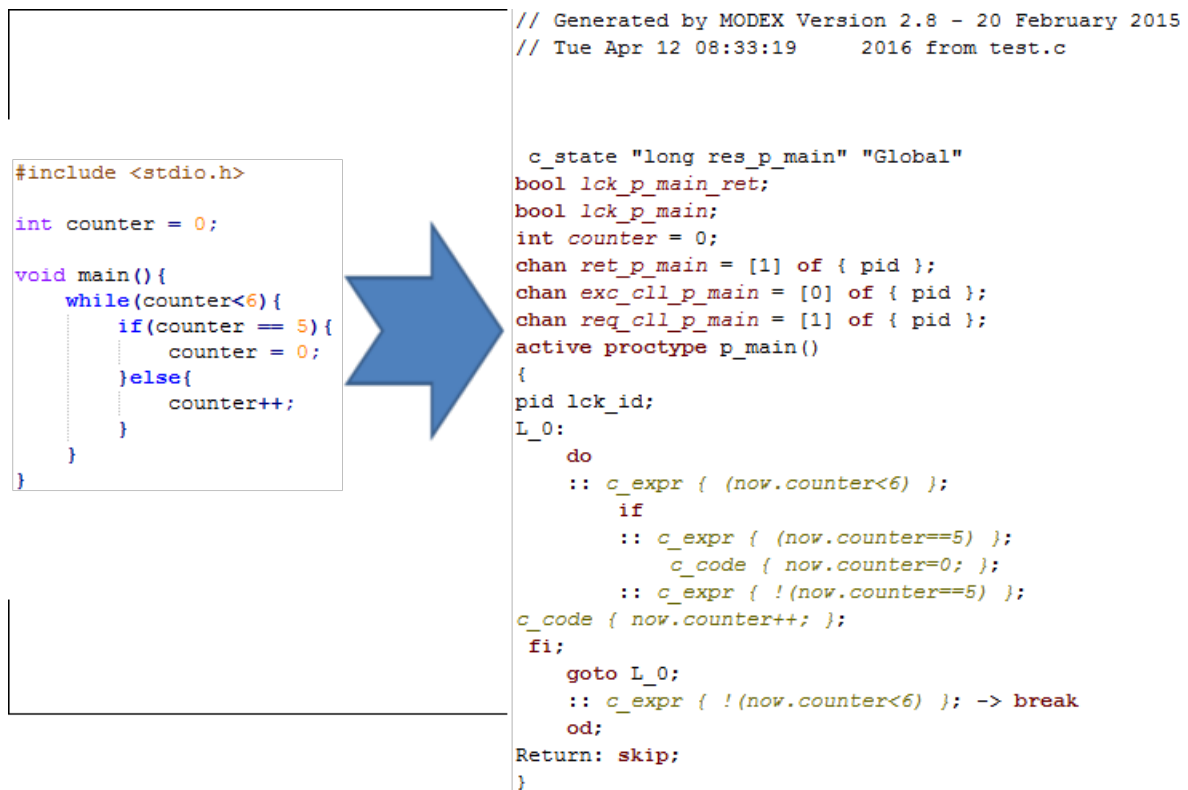 #include <stdio.h>

int counter = 0;

void main(){
    while(counter<6){
        if(counter == 5){
            counter = 0;
        }else{
            counter++;
        }
    }
}
// Generated by MODEX Version 2.8 - 20 February 2015
// Tue Apr 12 08:33:19     2016 from test.c

 c_state "long res_p_main" "Global"
bool lck_p_main_ret;
bool lck_p_main;
int counter = 0;
chan ret_p_main = [1] of { pid };
chan exc_cll_p_main = [0] of { pid };
chan req_cll_p_main = [1] of { pid };
active proctype p_main()
{
pid lck_id;
L_0:
    do
    :: c_expr { (now.counter<6) };
        if
        :: c_expr { (now.counter==5) };
            c_code { now.counter=0; };
        :: c_expr { !(now.counter==5) };
c_code { now.counter++; };
 fi;
    goto L_0;
    :: c_expr { !(now.counter<6) }; -> break
    od;
Return: skip;
}